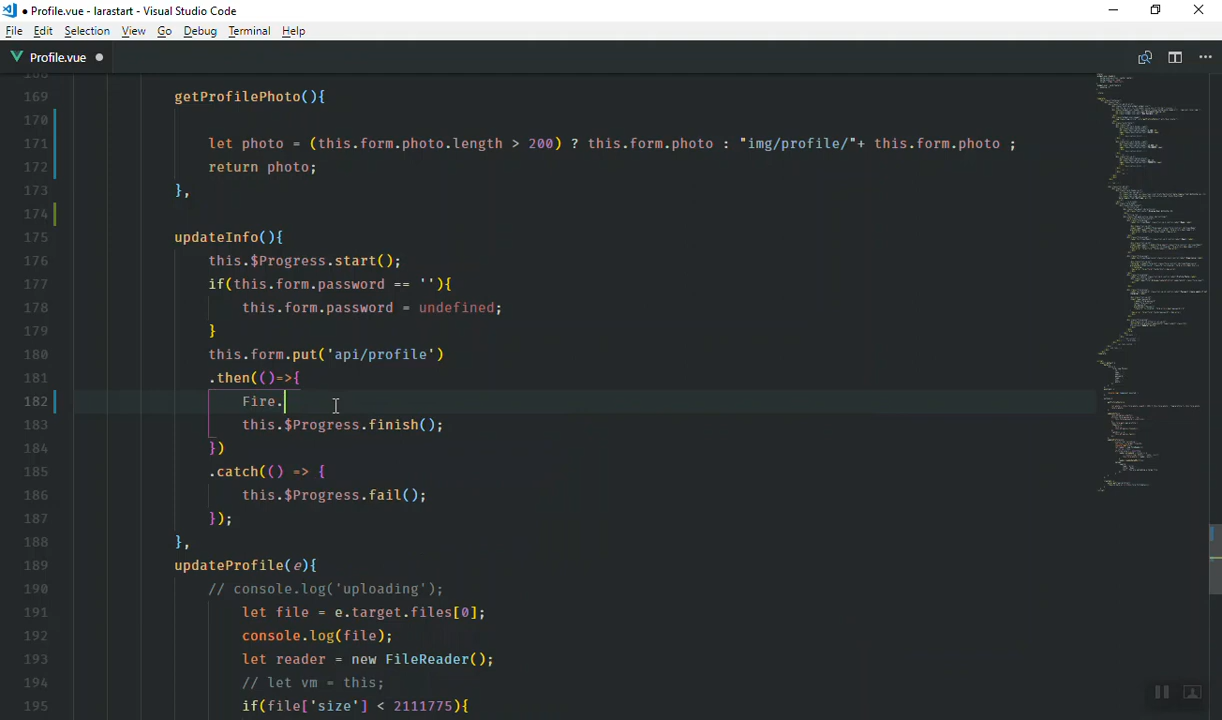 ● Profile.vue - larastart - Visual Studio Code
File Edit Selection View Go Debug Terminal Help
Profile.vue ●
168
169 getProfilePhoto(){
170
171 let photo = (this.form.photo.length > 200) ? this.form.photo : "img/profile/"+ this.form.photo ;
172 return photo;
173 },
174
175 updateInfo(){
176 this.$Progress.start();
177 if(this.form.password == ''){
178 this.form.password = undefined;
179 }
180 this.form.put('api/profile')
181 .then(()=>{
182 Fire.
183 this.$Progress.finish();
184 })
185 .catch(() => {
186 this.$Progress.fail();
187 });
188 },
189 updateProfile(e){
190 // console.log('uploading');
191 let file = e.target.files[0];
192 console.log(file);
193 let reader = new FileReader();
194 // let vm = this;
195 if(file['size'] < 2111775){